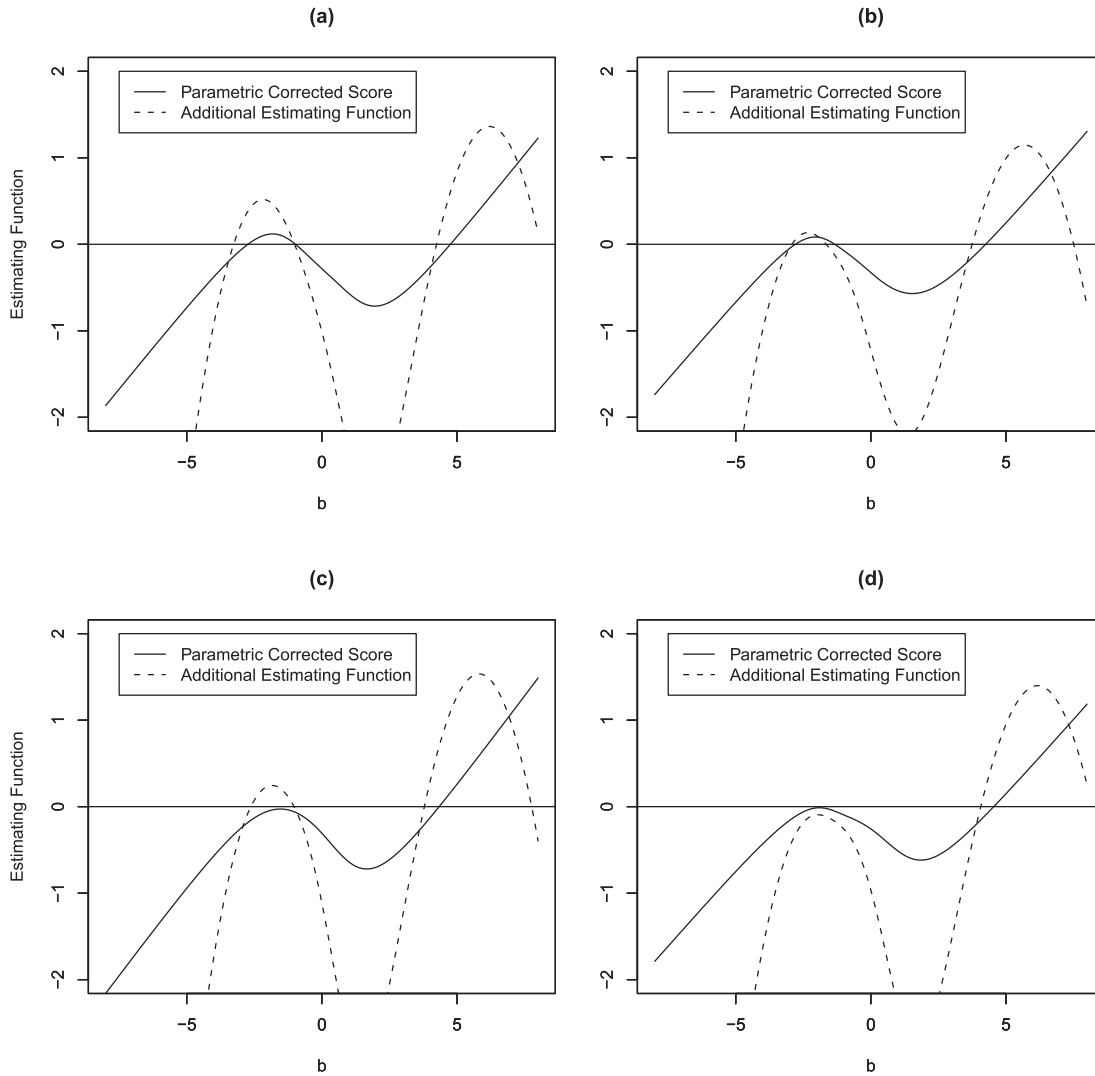 (a)
Estimating Function
2
1
0
−1
−2
Parametric Corrected Score
Additional Estimating Function
−5
0
5
b
(b)
2
1
0
−1
−2
Parametric Corrected Score
Additional Estimating Function
−5
0
5
b
(c)
Estimating Function
2
1
0
−1
−2
Parametric Corrected Score
Additional Estimating Function
−5
0
5
b
(d)
2
1
0
−1
−2
Parametric Corrected Score
Additional Estimating Function
−5
0
5
b